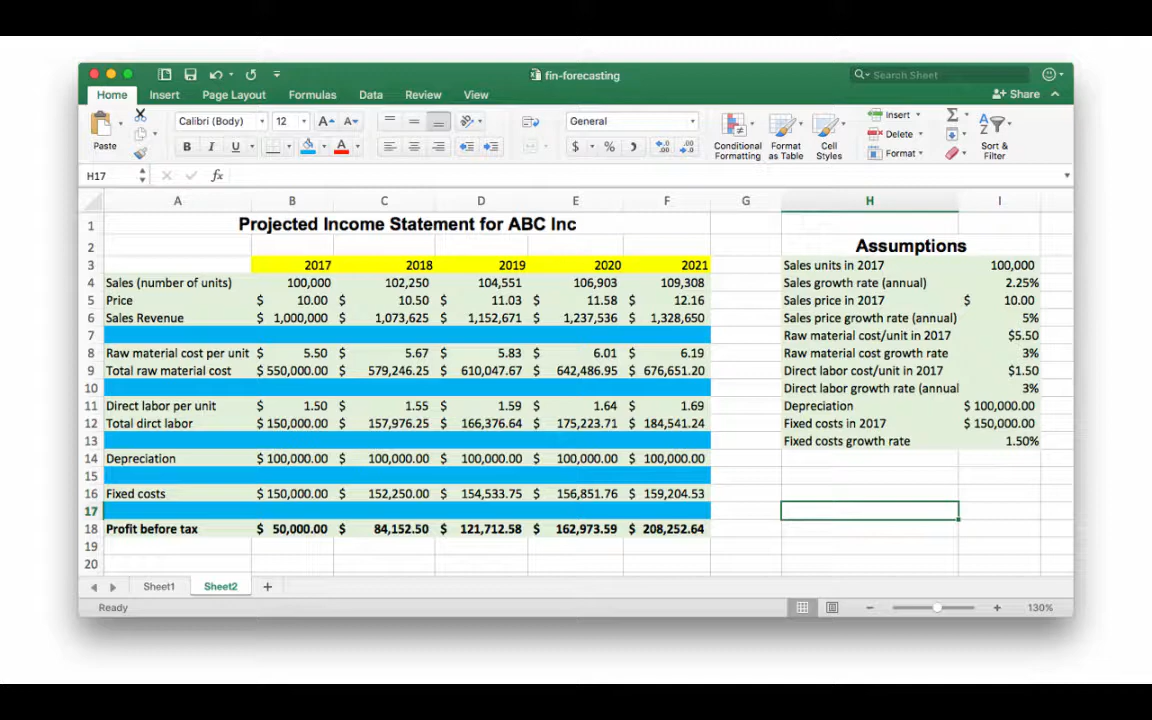 fin-forecasting
Search Sheet
Home Insert Page Layout Formulas Data Review View
Share
Paste
Calibri (Body) 12 A A
B I U A
General
$ % )
Conditional Formatting
Format as Table
Cell Styles
Insert
Delete
Format
Sort & Filter
H17 fx
A B C D E F G H I
1 Projected Income Statement for ABC Inc
2 Assumptions
3 2017 2018 2019 2020 2021 Sales units in 2017 100,000
4 Sales (number of units) 100,000 102,250 104,551 106,903 109,308 Sales growth rate (annual) 2.25%
5 Price $ 10.00 $ 10.50 $ 11.03 $ 11.58 $ 12.16 Sales price in 2017 $ 10.00
6 Sales Revenue $ 1,000,000 $ 1,073,625 $ 1,152,671 $ 1,237,536 $ 1,328,650 Sales price growth rate (annual) 5%
7 Raw material cost/unit in 2017 $5.50
8 Raw material cost per unit $ 5.50 $ 5.67 $ 5.83 $ 6.01 $ 6.19 Raw material cost growth rate 3%
9 Total raw material cost $ 550,000.00 $ 579,246.25 $ 610,047.67 $ 642,486.95 $ 676,651.20 Direct labor cost/unit in 2017 $1.50
10 Direct labor growth rate (annual 3%
11 Direct labor per unit $ 1.50 $ 1.55 $ 1.59 $ 1.64 $ 1.69 Depreciation $ 100,000.00
12 Total dirct labor $ 150,000.00 $ 157,976.25 $ 166,376.64 $ 175,223.71 $ 184,541.24 Fixed costs in 2017 $ 150,000.00
13 Fixed costs growth rate 1.50%
14 Depreciation $ 100,000.00 $ 100,000.00 $ 100,000.00 $ 100,000.00 $ 100,000.00
15
16 Fixed costs $ 150,000.00 $ 152,250.00 $ 154,533.75 $ 156,851.76 $ 159,204.53
17
18 Profit before tax $ 50,000.00 $ 84,152.50 $ 121,712.58 $ 162,973.59 $ 208,252.64
19
20
Sheet1 Sheet2 +
Ready 130%